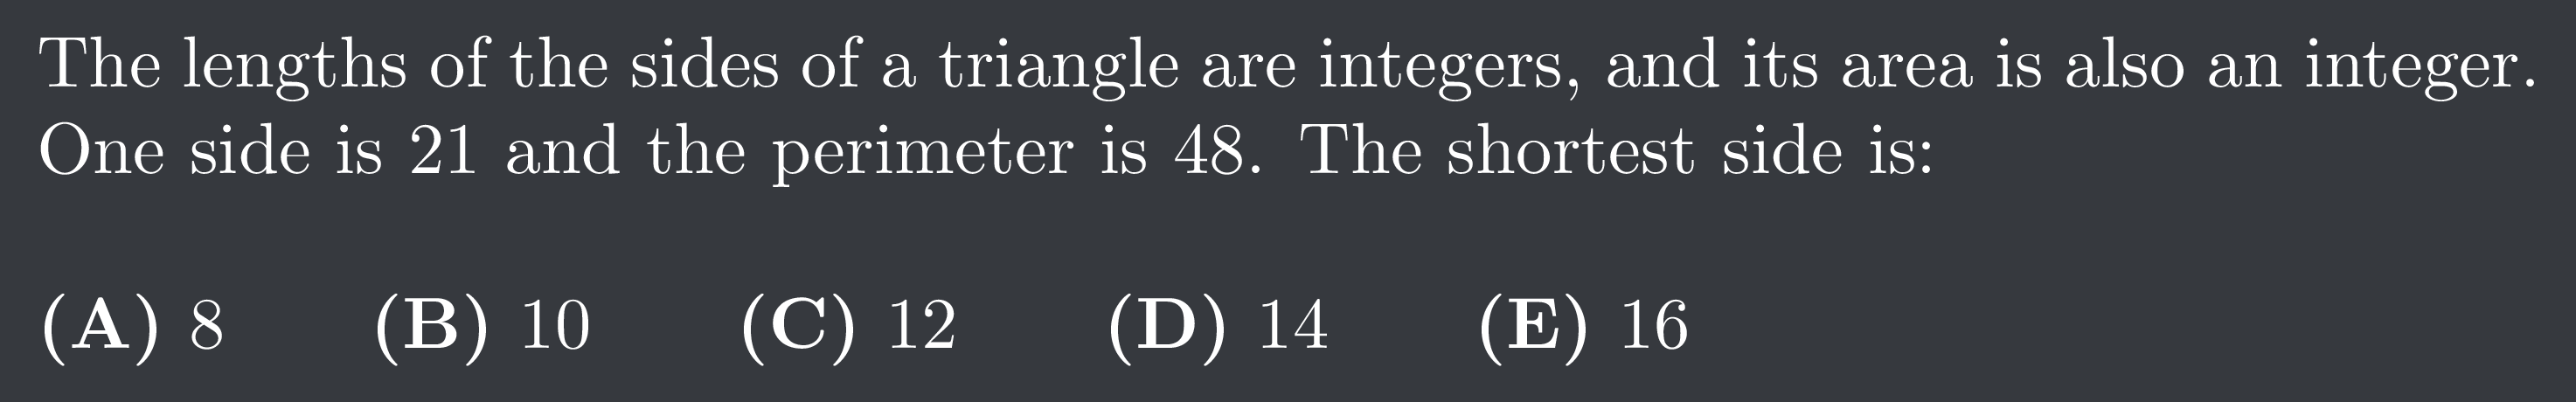 The lengths of the sides of a triangle are integers, and its area is also an integer.
One side is 21 and the perimeter is 48. The shortest side is:
(A) 8 (B) 10 (C) 12 (D) 14 (E) 16